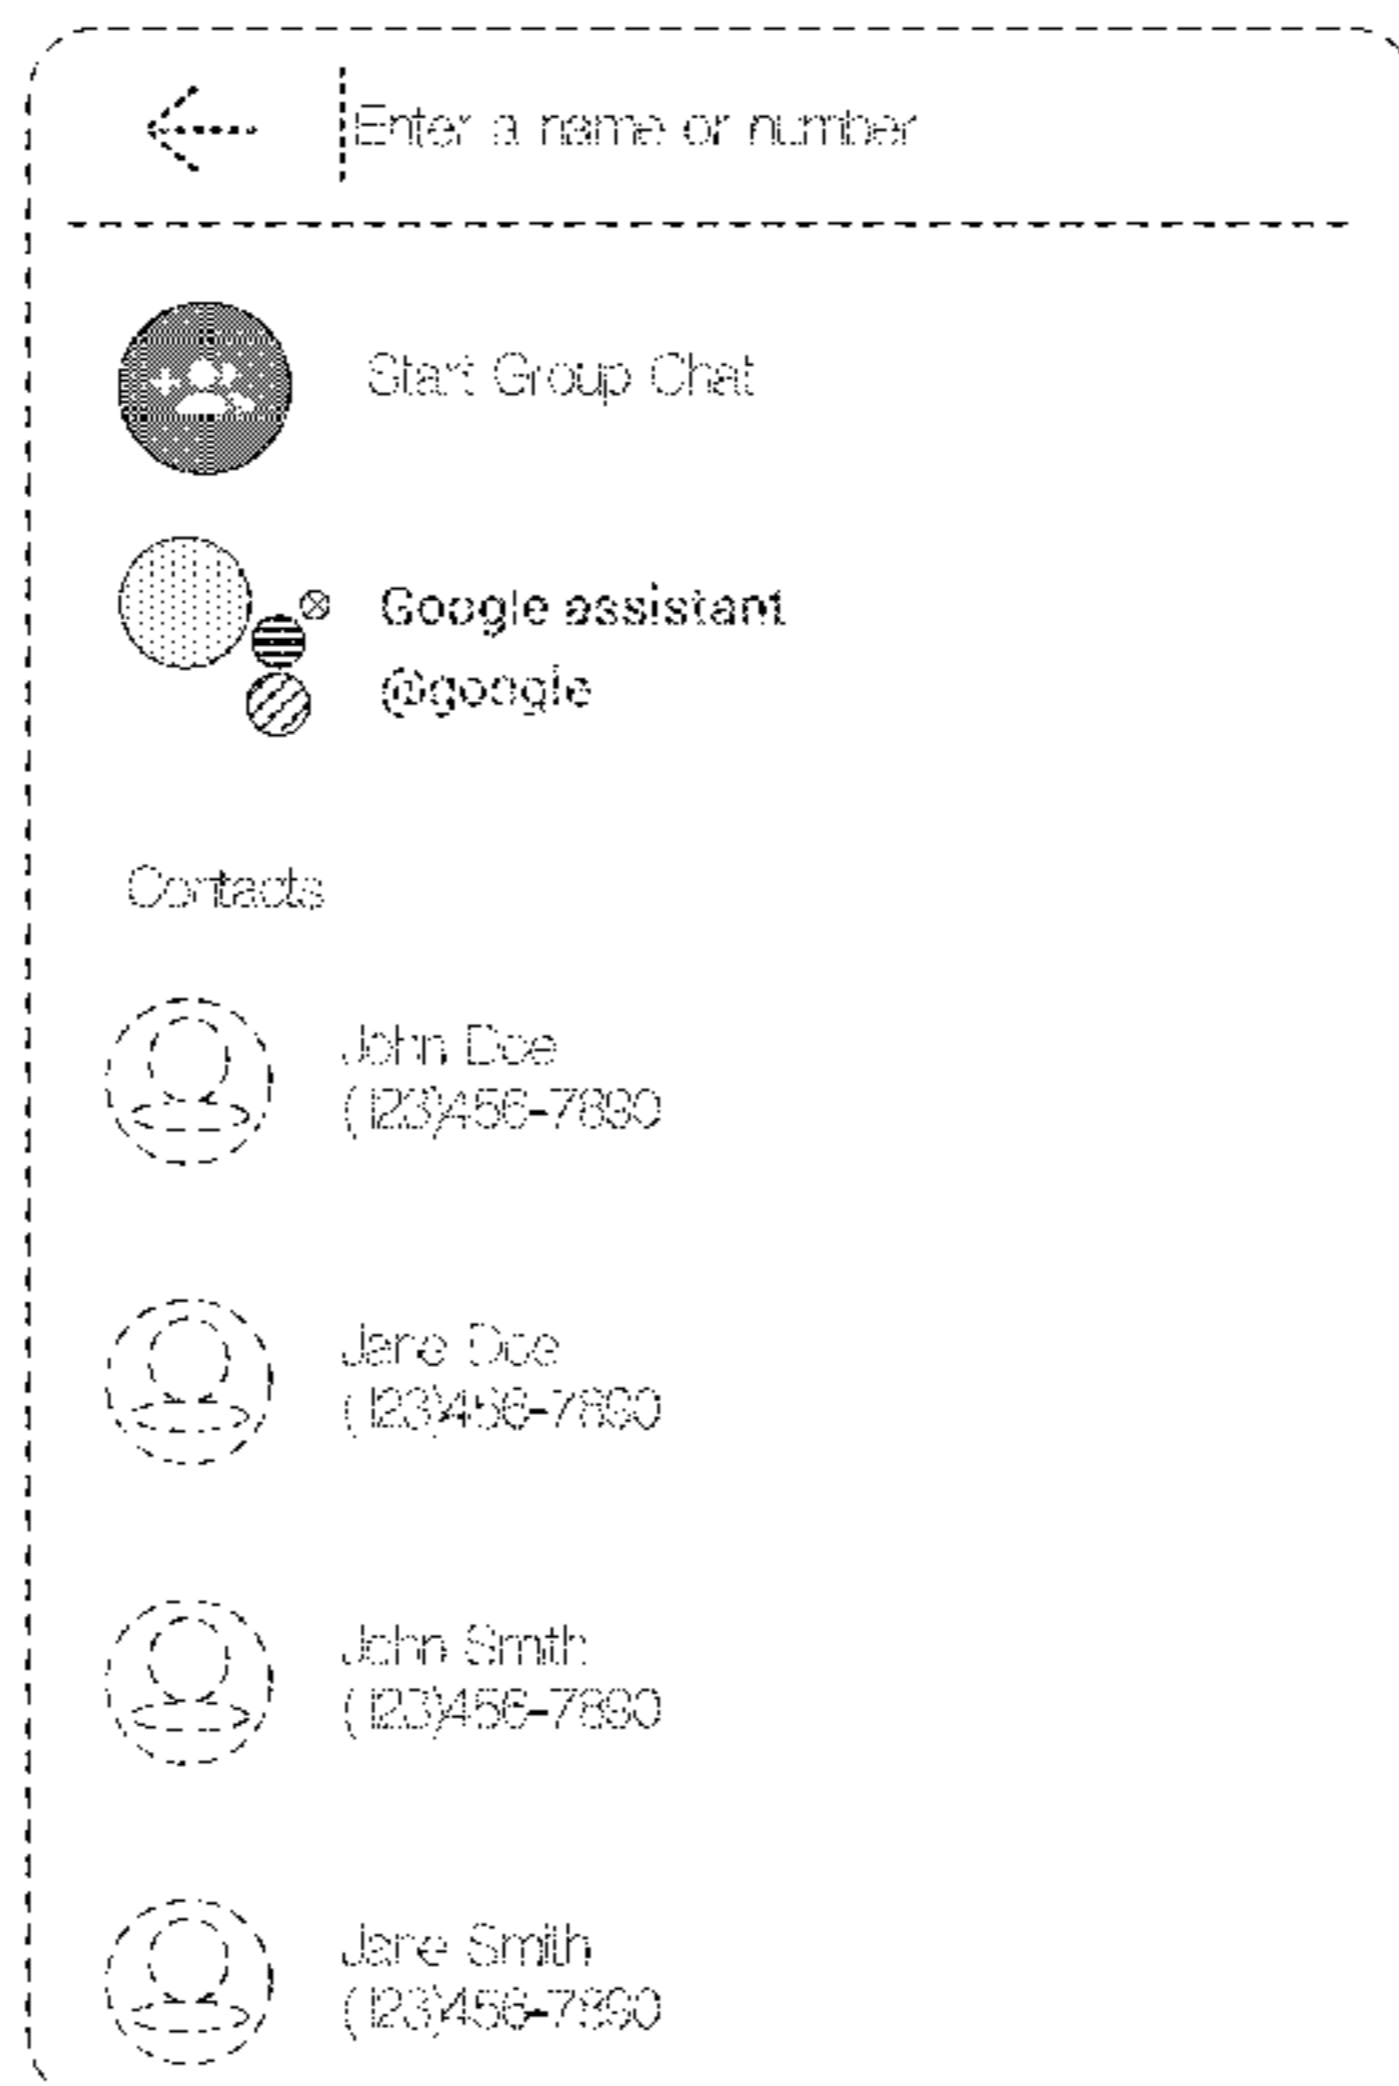 Enter a name or number
Start Group Chat
Google assistant
@google
Contacts
John Doe
(123)456-7890
Jane Doe
(123)456-7890
John Smith
(123)456-7890
Jane Smith
(123)456-7890